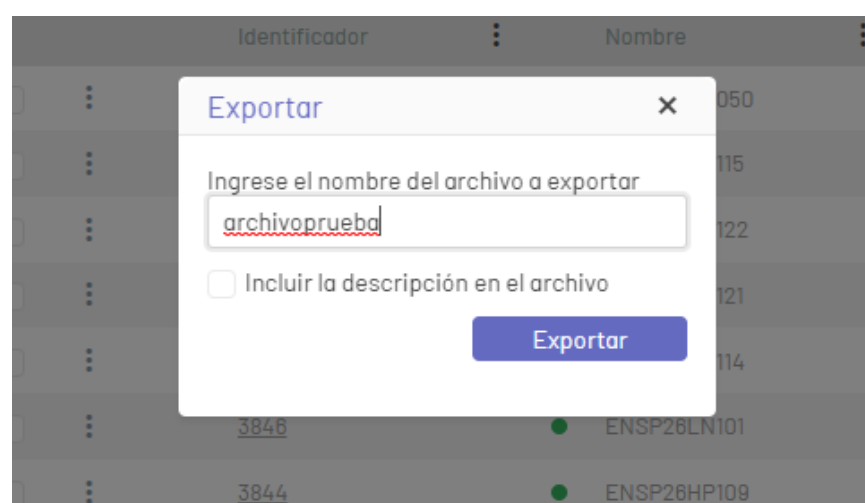 Identificador Nombre
Exportar
050
115
Ingrese el nombre del archivo a exportar
archivoprueba
122
Incluir la descripción en el archivo
121
Exportar
114
3846 ENSP26LN101
3844 ENSP26HP109